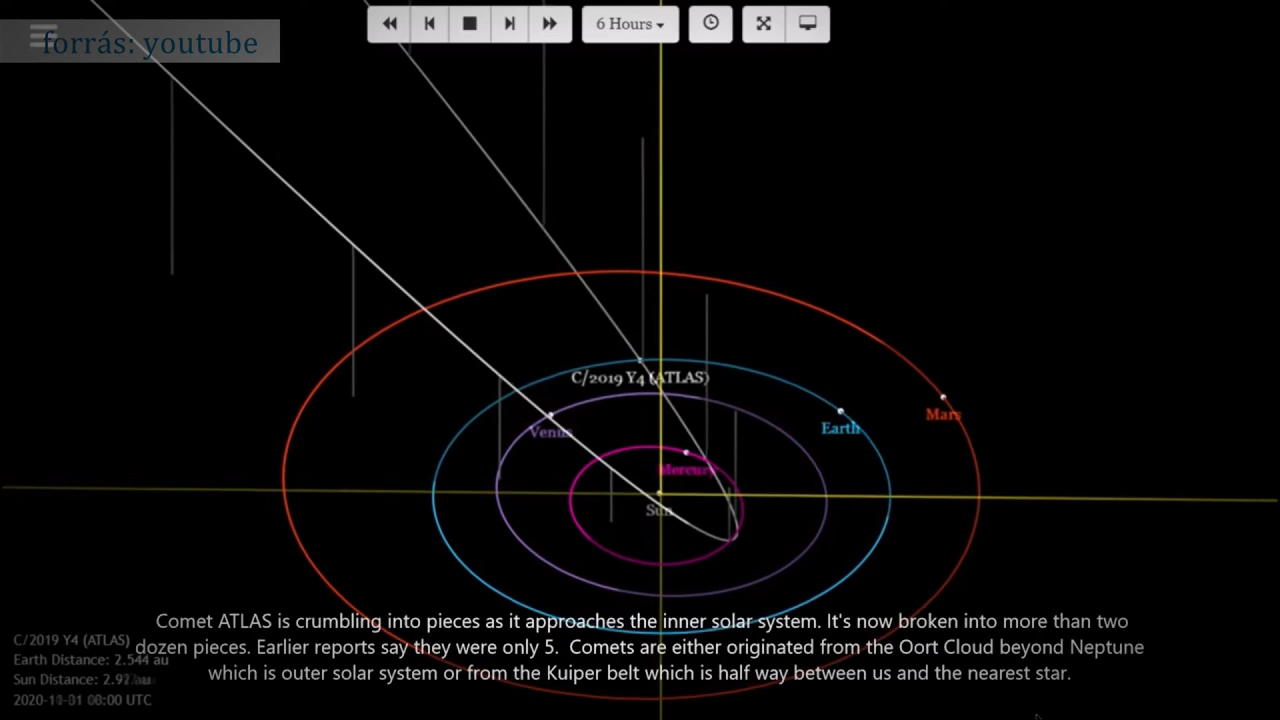 forrás: youtube
6 Hours
C/2019 Y4 (ATLAS)
Venus
Earth
Mars
Mercury
Sun
Comet ATLAS is crumbling into pieces as it approaches the inner solar system. It's now broken into more than two
dozen pieces. Earlier reports say they were only 5. Comets are either originated from the Oort Cloud beyond Neptune
which is outer solar system or from the Kuiper belt which is half way between us and the nearest star.
C/2019 Y4 (ATLAS)
Earth Distance: 2.544 au
Sun Distance: au
UTC